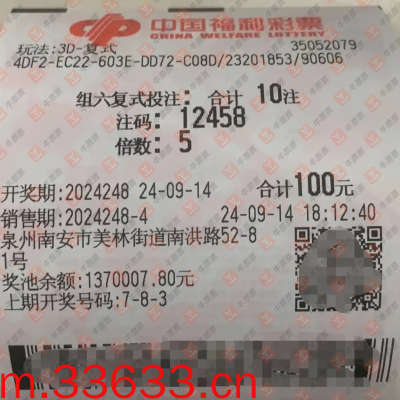 中国福利彩票
CHINA WELFARE LOTTERY
玩法:3D-复式 35052079
4DF2-EC22-603E-DD72-C08D/23201853/90606
组六复式投注: 合计 10注
注码: 12458
倍数: 5
开奖期:2024248 24-09-14 合计100元
销售期:2024248-4 24-09-14 18:12:40
泉州南安市美林街道南洪路52-8
1号
奖池余额:1370007.80元
上期开奖号码:7-8-3
m.33633.cn